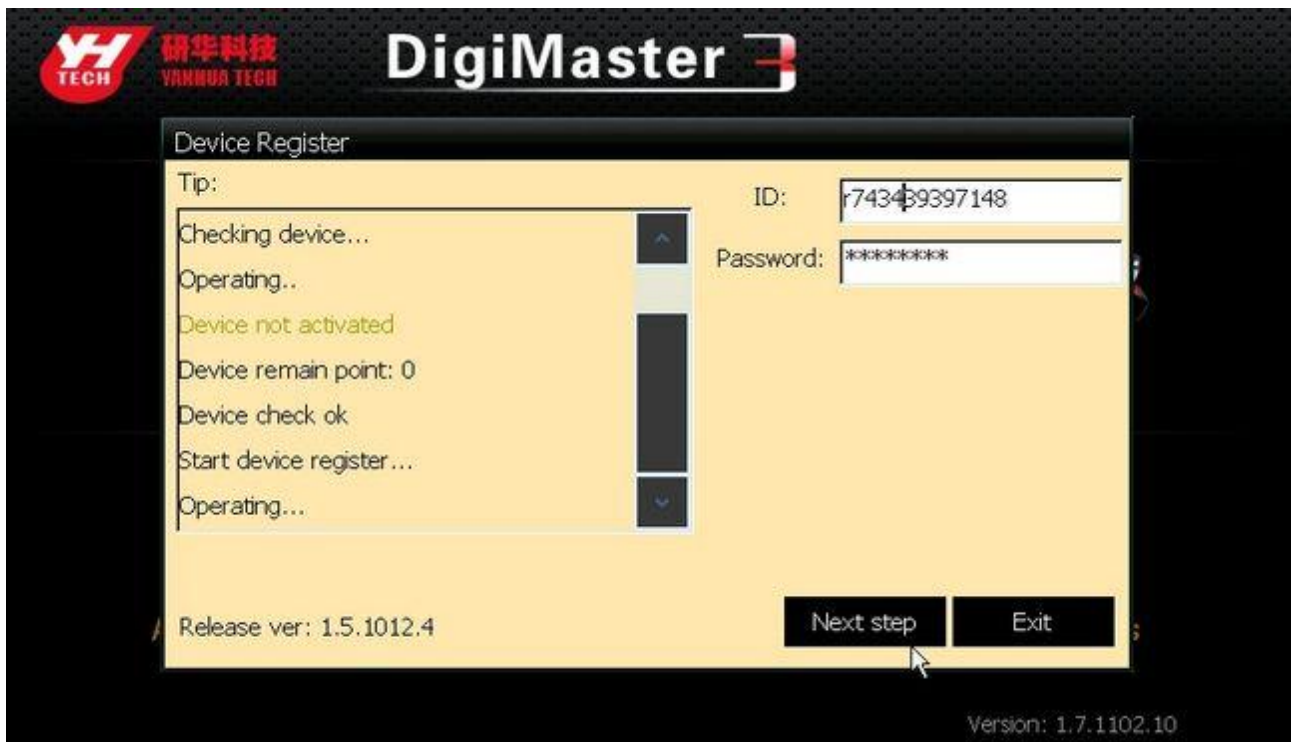 YH
TECH
研华科技
YANHUA TECH
DigiMaster 3
Device Register
Tip:
Checking device...
Operating..
Device not activated
Device remain point: 0
Device check ok
Start device register...
Operating...
ID: r743439397148
Password: *********
Release ver: 1.5.1012.4
Next step
Exit
A
s
Version: 1.7.1102.10